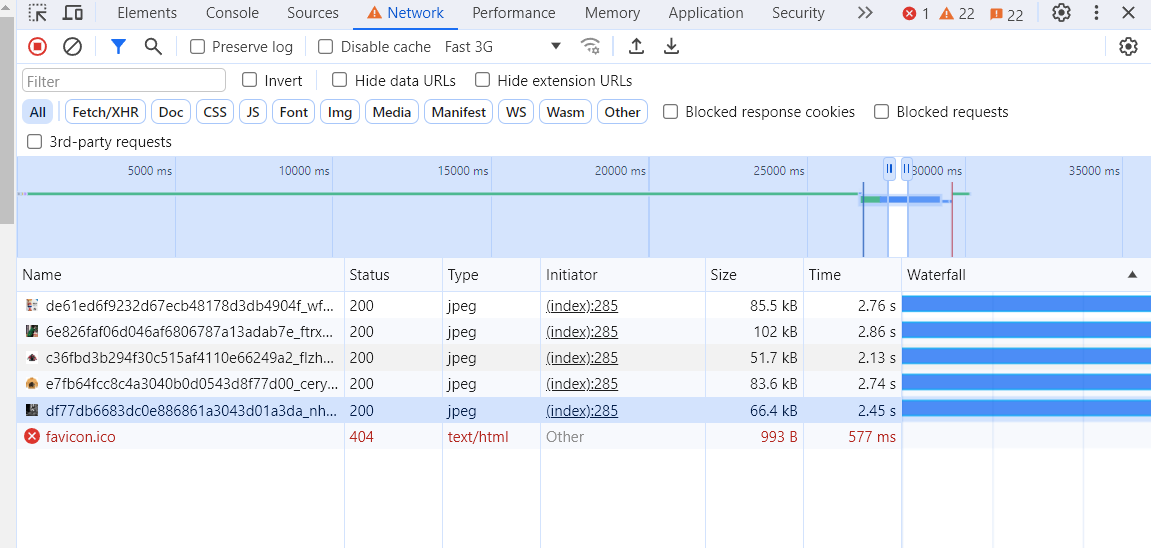 Elements Console Sources Network Performance Memory Application Security 1 22 22
Preserve log Disable cache Fast 3G
Filter Invert Hide data URLs Hide extension URLs
All Fetch/XHR Doc CSS JS Font Img Media Manifest WS Wasm Other Blocked response cookies Blocked requests
3rd-party requests
5000 ms 10000 ms 15000 ms 20000 ms 25000 ms 30000 ms 35000 ms
Name Status Type Initiator Size Time Waterfall
de61ed6f9232d67ecb48178d3db4904f_wf... 200 jpeg (index):285 85.5 kB 2.76 s
6e826faf06d046af6806787a13adab7e_ftrx... 200 jpeg (index):285 102 kB 2.86 s
c36fbd3b294f30c515af4110e66249a2_flzh... 200 jpeg (index):285 51.7 kB 2.13 s
e7fb64fcc8c4a3040b0d0543d8f77d00_cery... 200 jpeg (index):285 83.6 kB 2.74 s
df77db6683dc0e886861a3043d01a3da_nh... 200 jpeg (index):285 66.4 kB 2.45 s
favicon.ico 404 text/html Other 993 B 577 ms